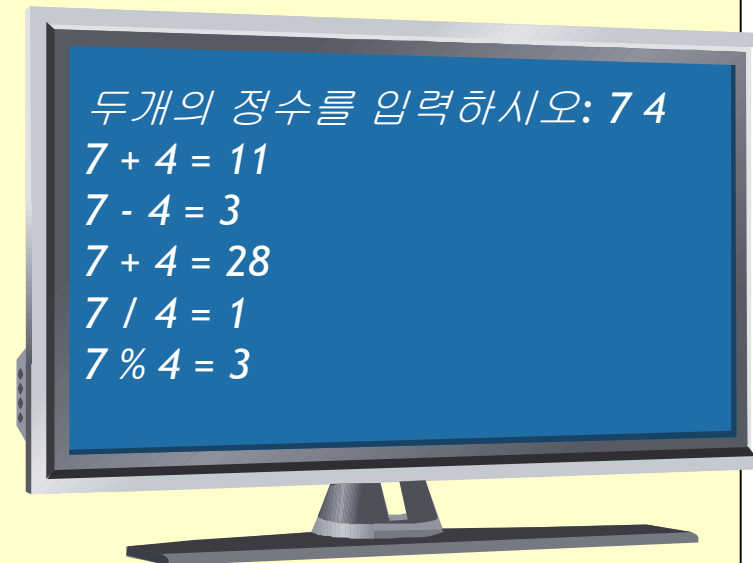 두개의 정수를 입력하시오: 7 4
7 + 4 = 11
7 - 4 = 3
7 + 4 = 28
7 / 4 = 1
7 % 4 = 3